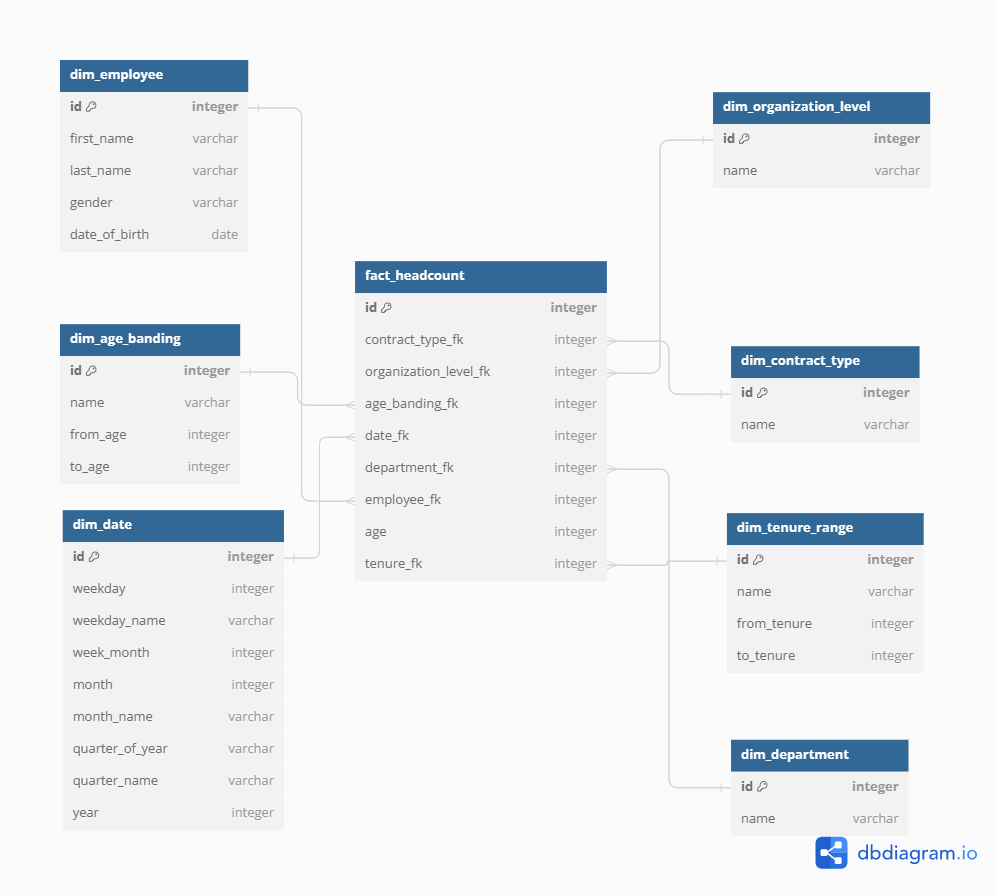 dim_employee
id integer
first_name varchar
last_name varchar
gender varchar
date_of_birth date
dim_age_banding
id integer
name varchar
from_age integer
to_age integer
dim_date
id integer
weekday integer
weekday_name varchar
week_month integer
month integer
month_name varchar
quarter_of_year varchar
quarter_name varchar
year integer
fact_headcount
id integer
contract_type_fk integer
organization_level_fk integer
age_banding_fk integer
date_fk integer
department_fk integer
employee_fk integer
age integer
tenure_fk integer
dim_organization_level
id integer
name varchar
dim_contract_type
id integer
name varchar
dim_tenure_range
id integer
name varchar
from_tenure integer
to_tenure integer
dim_department
id integer
name varchar
dbdiagram.io